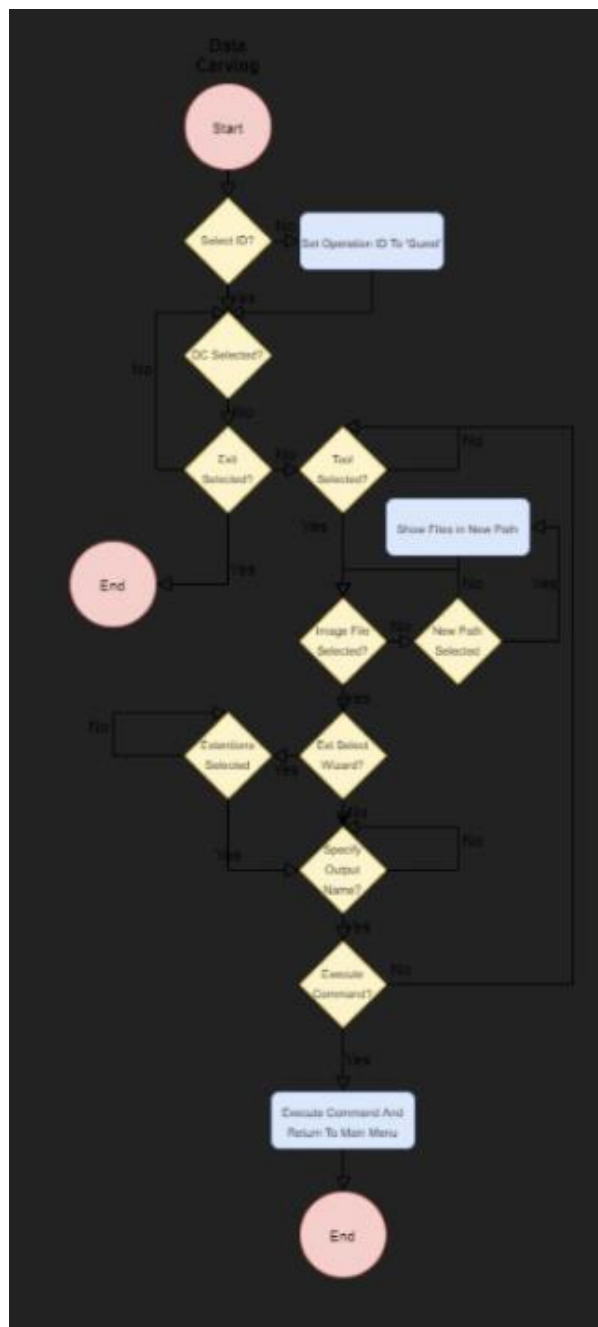 Data
Carving
Start
Select ID?
No
Set Operation ID To 'Guest'
Yes
DC Selected?
No
No
Exit
Selected?
No
Tool
Selected?
No
Yes
Show Files in New Path
End
Yes
No
Yes
Image File
Selected?
No
New Path
Selected
Yes
No
Extentions
Selected
Yes
Ext Select
Wizard?
No
Yes
Specify
Output
Name?
No
Yes
Execute
Command?
No
Yes
Execute Command And
Return To Main Menu
End